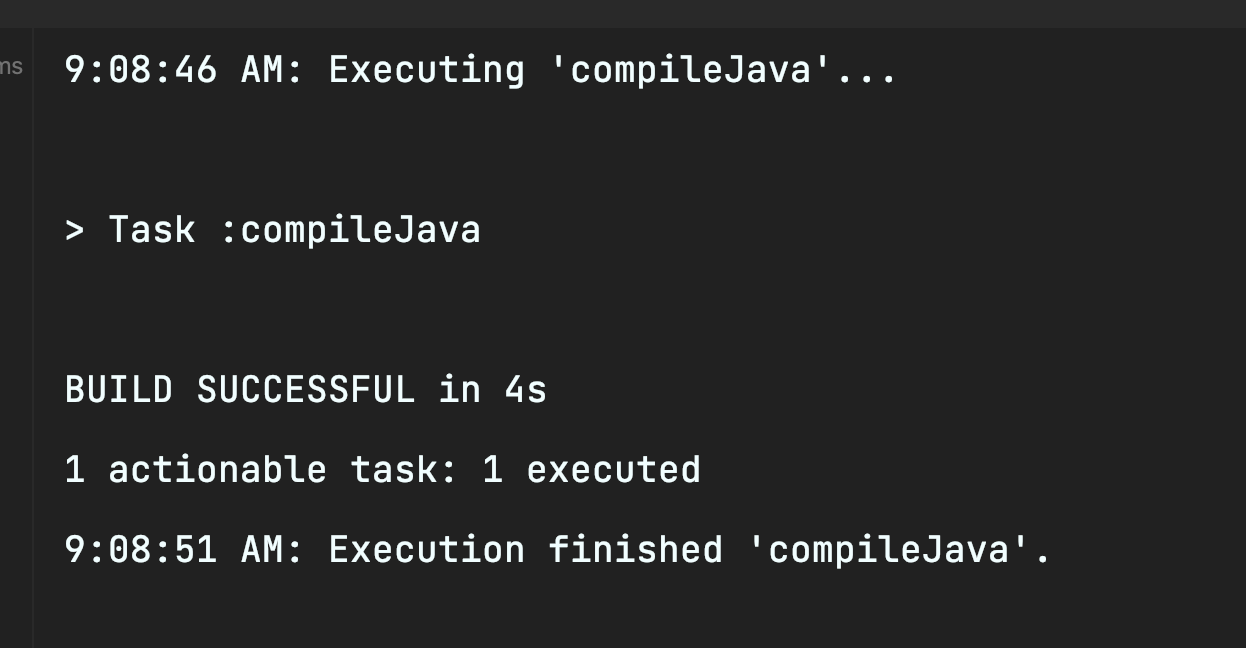 ms
9:08:46 AM: Executing 'compileJava'...
> Task :compileJava
BUILD SUCCESSFUL in 4s
1 actionable task: 1 executed
9:08:51 AM: Execution finished 'compileJava'.